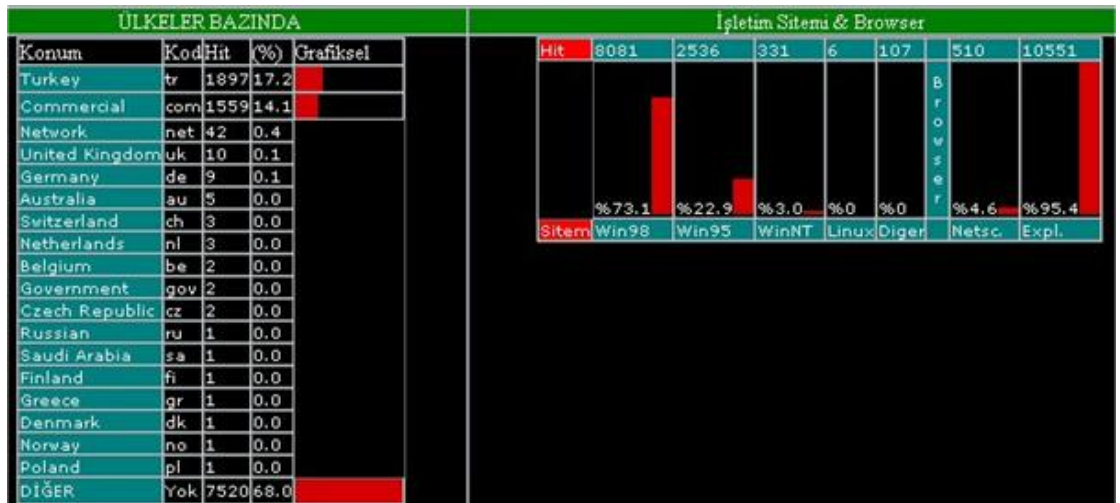 ÜLKELER BAZINDA
Konum Kod Hit (%) Grafiksel
Turkey tr 1897 17.2
Commercial com 1559 14.1
Network net 42 0.4
United Kingdom uk 10 0.1
Germany de 9 0.1
Australia au 5 0.0
Switzerland ch 3 0.0
Netherlands nl 3 0.0
Belgium be 2 0.0
Government gov 2 0.0
Czech Republic cz 2 0.0
Russian ru 1 0.0
Saudi Arabia sa 1 0.0
Finland fi 1 0.0
Greece gr 1 0.0
Denmark dk 1 0.0
Norway no 1 0.0
Poland pl 1 0.0
DİĞER Yok 7520 68.0
İşletim Sitemi & Browser
Hit 8081 2536 331 6 107 510 10551
Browser
%73.1 %22.9 %3.0 %0 %0 %4.6 %95.4
Sitem Win98 Win95 WinNT Linux Diger Netsc. Expl.